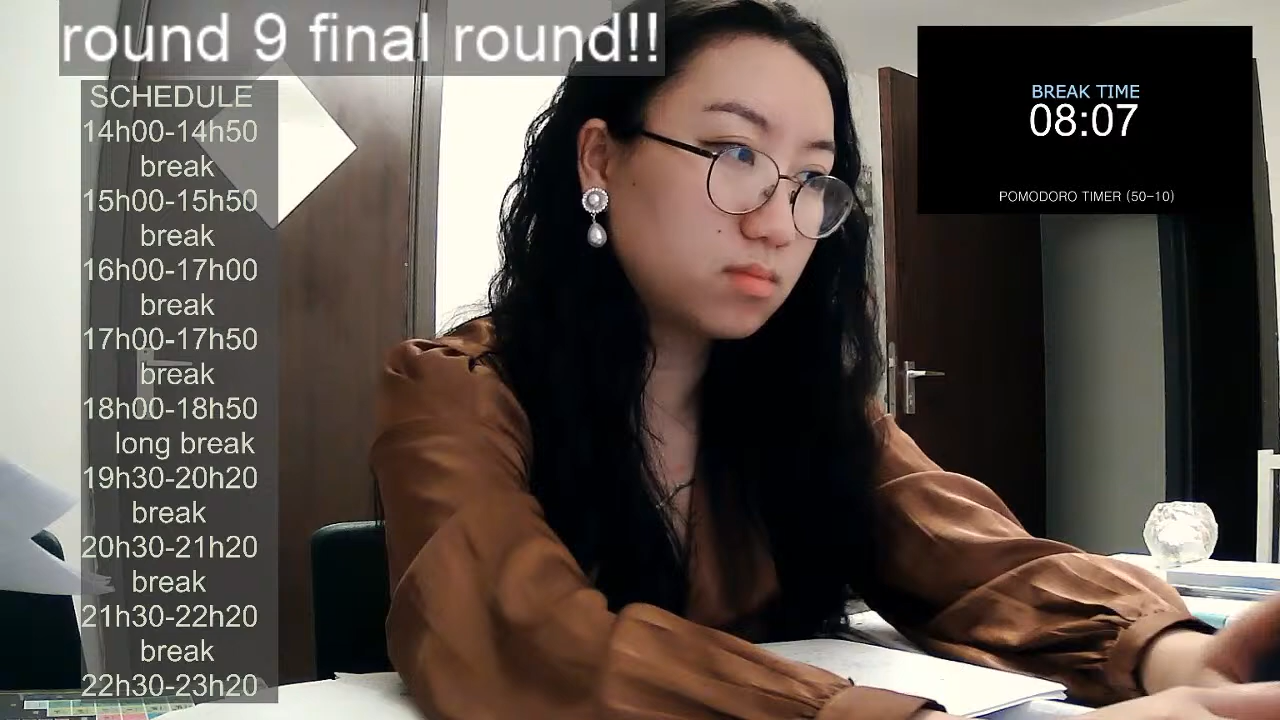 round 9 final round!!
SCHEDULE
14h00-14h50
break
15h00-15h50
break
16h00-17h00
break
17h00-17h50
break
18h00-18h50
long break
19h30-20h20
break
20h30-21h20
break
21h30-22h20
break
22h30-23h20
BREAK TIME
08:07
POMODORO TIMER (50-10)